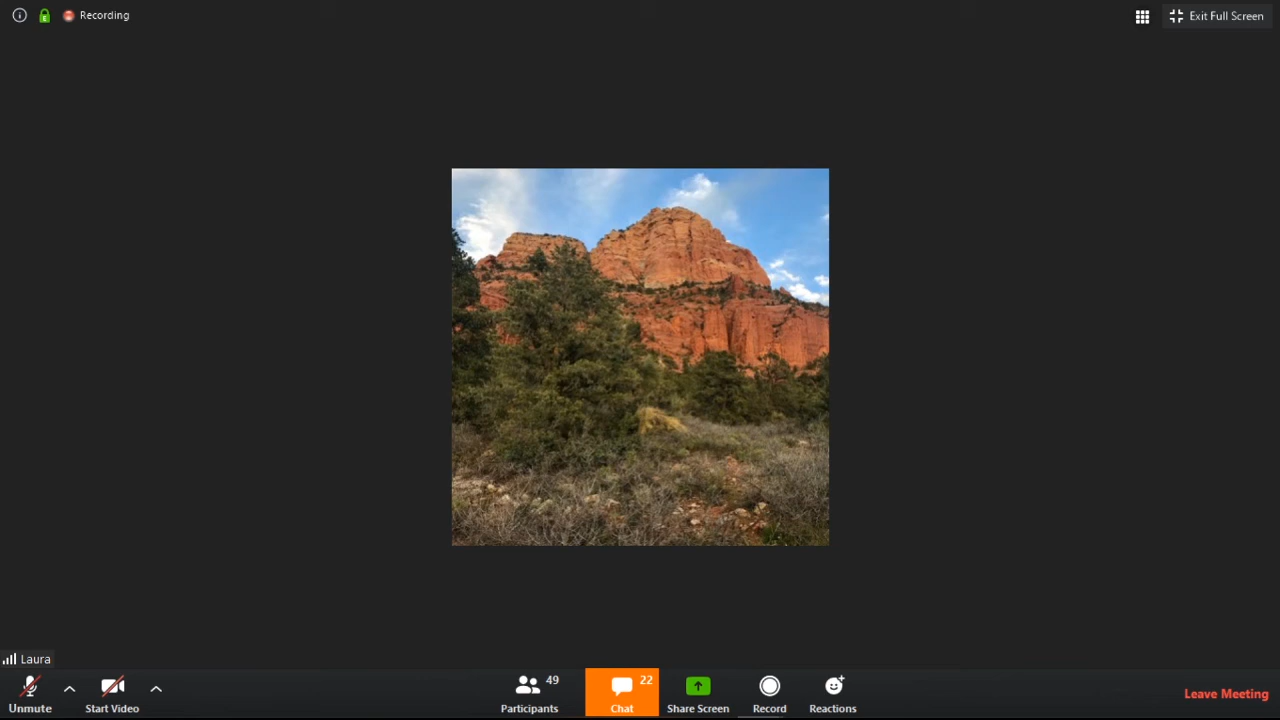 Recording
Exit Full Screen
Laura
Unmute
Start Video
49
Participants
22
Chat
Share Screen
Record
Reactions
Leave Meeting